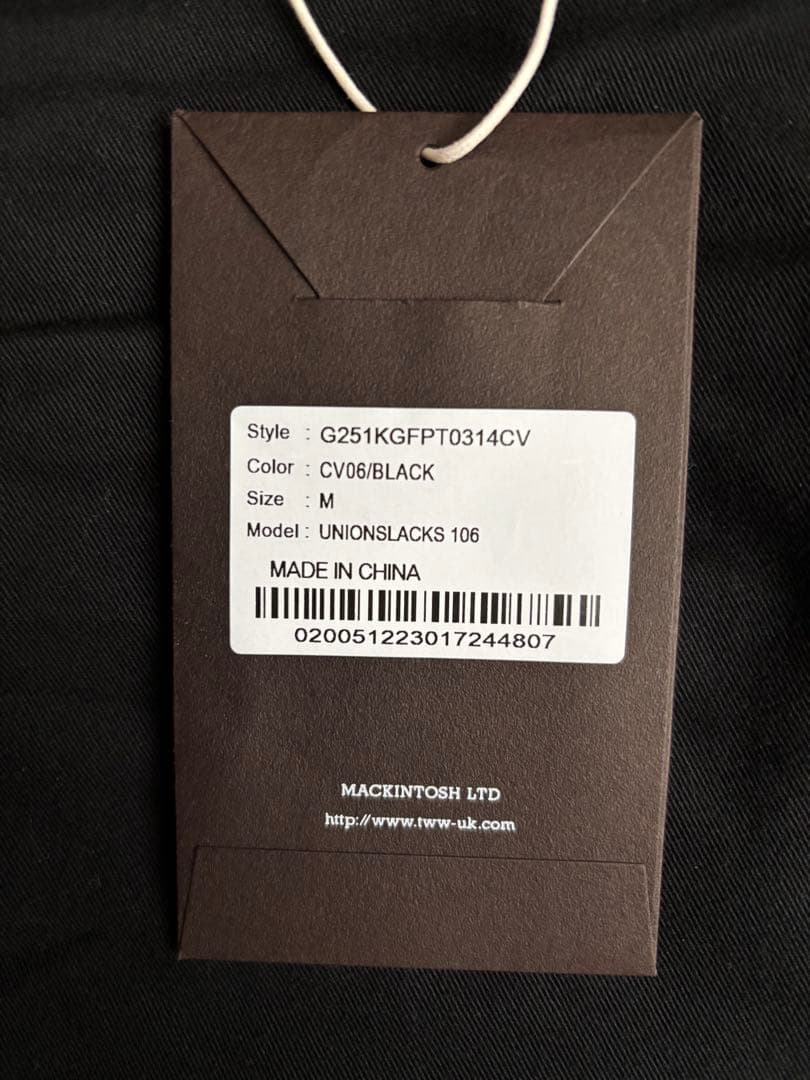 Style : G251KGFPT0314CV
Color : CV06/BLACK
Size : M
Model : UNIONSLACKS 106
MADE IN CHINA
020051223017244807
MACKINTOSH LTD
http://www.tww-uk.com